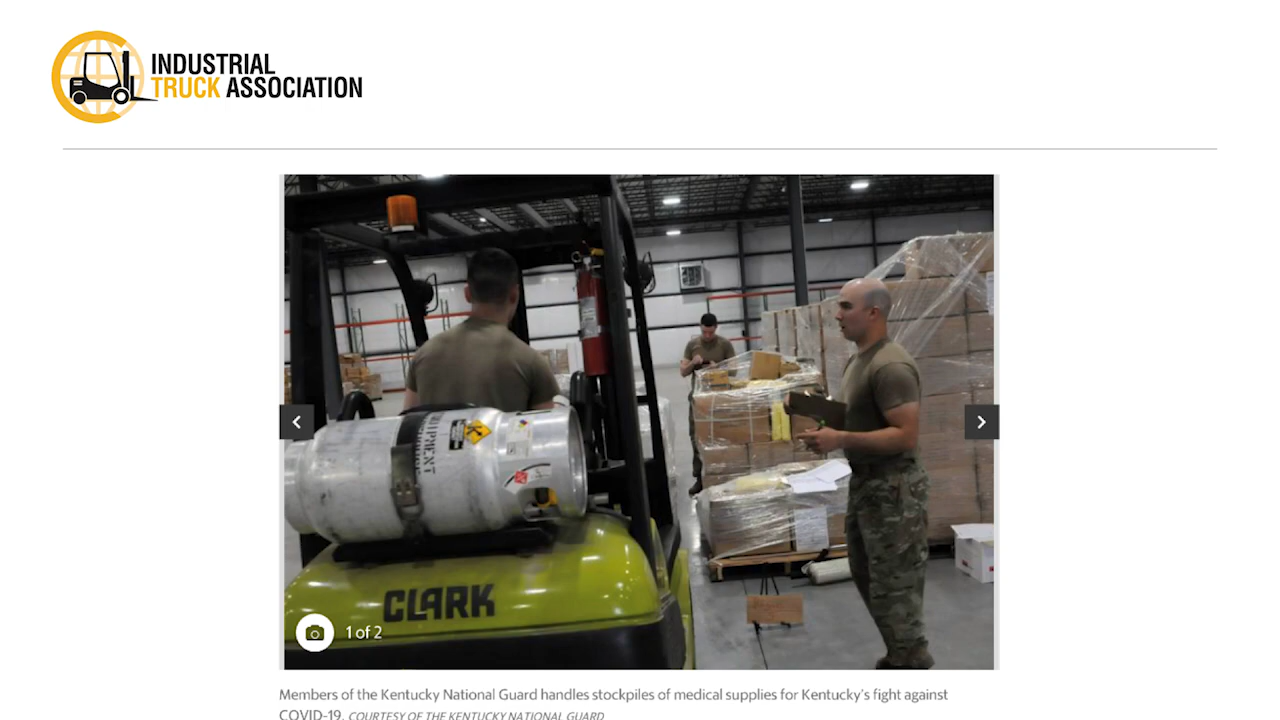 INDUSTRIAL
TRUCK ASSOCIATION
EQUIPMENT
CLARK
1 of 2
Members of the Kentucky National Guard handles stockpiles of medical supplies for Kentucky's fight against
COVID-19. COURTESY OF THE KENTUCKY NATIONAL GUARD